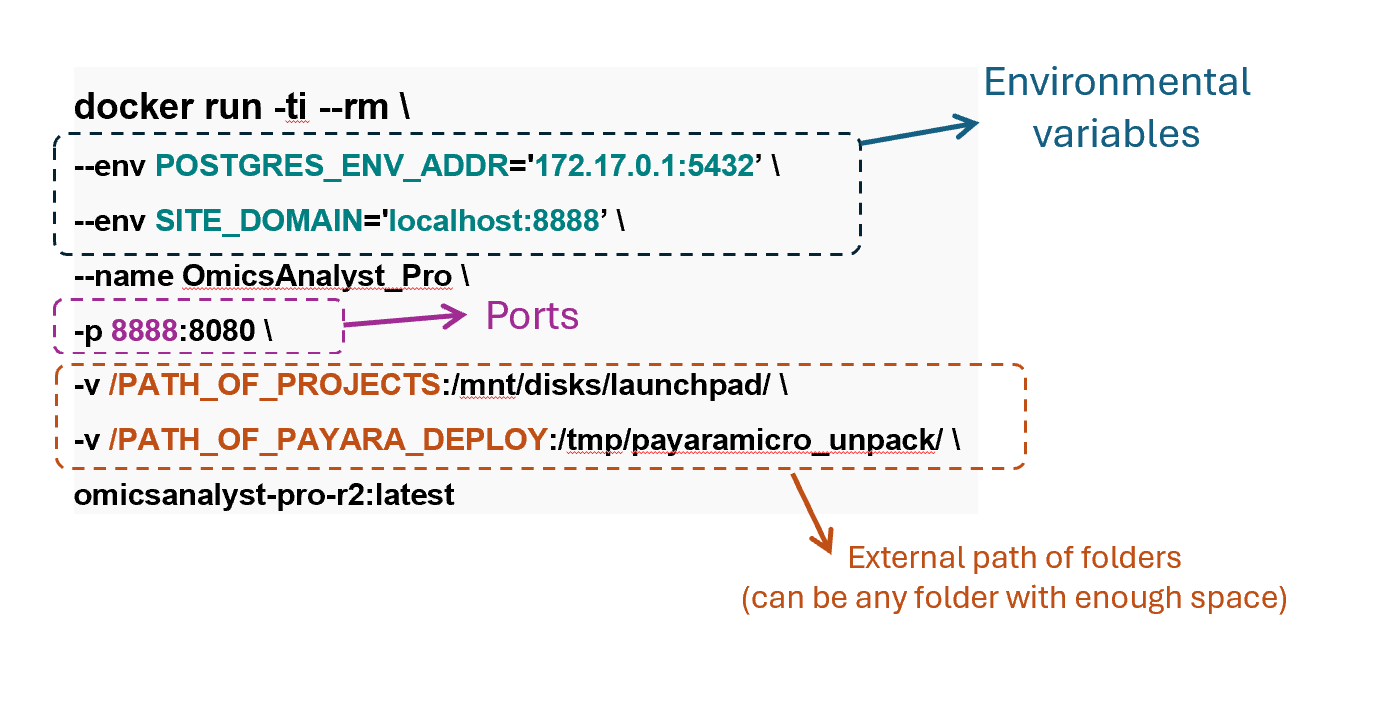 docker run -ti --rm \
Environmental
variables
--env POSTGRES_ENV_ADDR='172.17.0.1:5432’ \
--env SITE_DOMAIN='localhost:8888’ \
--name OmicsAnalyst_Pro \
-p 8888:8080 \
Ports
-v /PATH_OF_PROJECTS:/mnt/disks/launchpad/ \
-v /PATH_OF_PAYARA_DEPLOY:/tmp/payaramicro_unpack/ \
omicsanalyst-pro-r2:latest
External path of folders
(can be any folder with enough space)